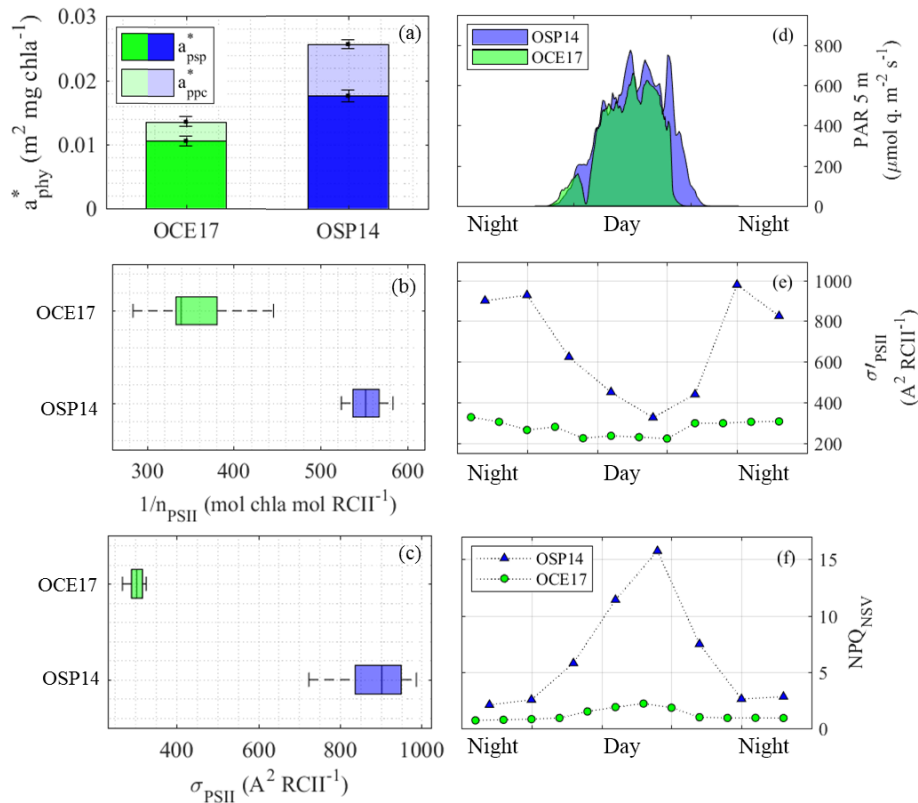 (a)
0.03
0.02
0.01
0
a*phy (m² mg chla⁻¹)
a*psp
a*ppc
OCE17
OSP14
(b)
OCE17
OSP14
300
400
500
600
1/nPSII (mol chla mol RCII⁻¹)
(c)
OCE17
OSP14
400
600
800
1000
σPSII (A² RCII⁻¹)
OSP14
OCE17
(d)
800
600
400
200
0
PAR 5 m
(μmol q. m⁻² s⁻¹)
Night
Day
Night
(e)
1000
800
600
400
200
σ′PSII
(A² RCII⁻¹)
Night
Day
Night
OSP14
OCE17
(f)
15
10
5
0
NPQNSV
Night
Day
Night